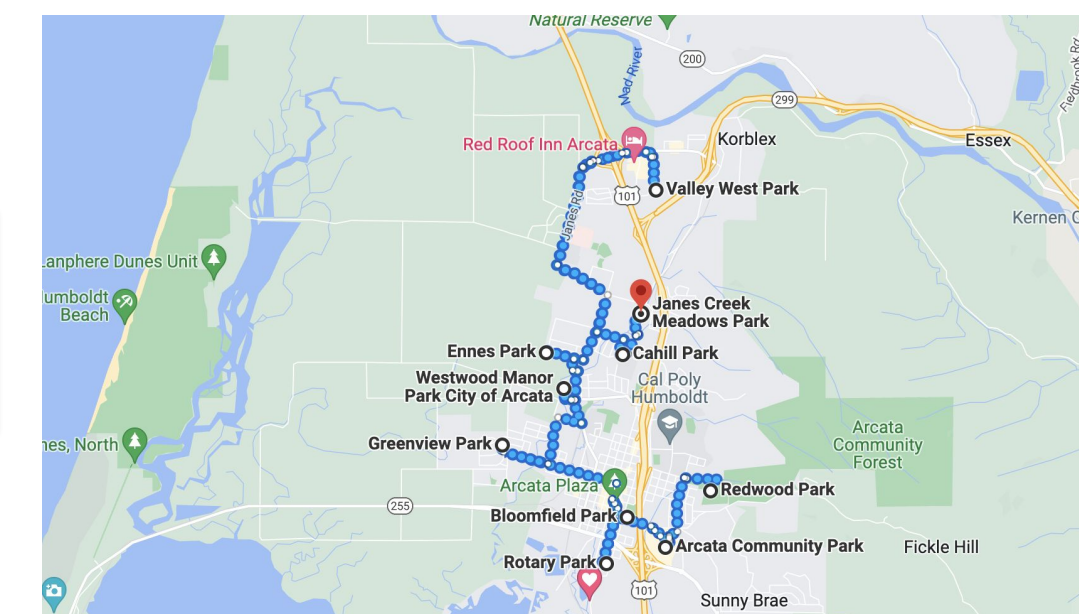 Natural Reserve
200
Mad River
299
Red Roof Inn Arcata
Korblex
Essex
101
Valley West Park
Janes Rd
Kernen C
Lanphere Dunes Unit
umboldt
Beach
Janes Creek
Meadows Park
Ennes Park
Cahill Park
Westwood Manor
Park City of Arcata
Cal Poly
Humboldt
Greenview Park
nes, North
Arcata
Community
Forest
Arcata Plaza
Redwood Park
255
Bloomfield Park
Arcata Community Park
Fickle Hill
Rotary Park
101
Sunny Brae